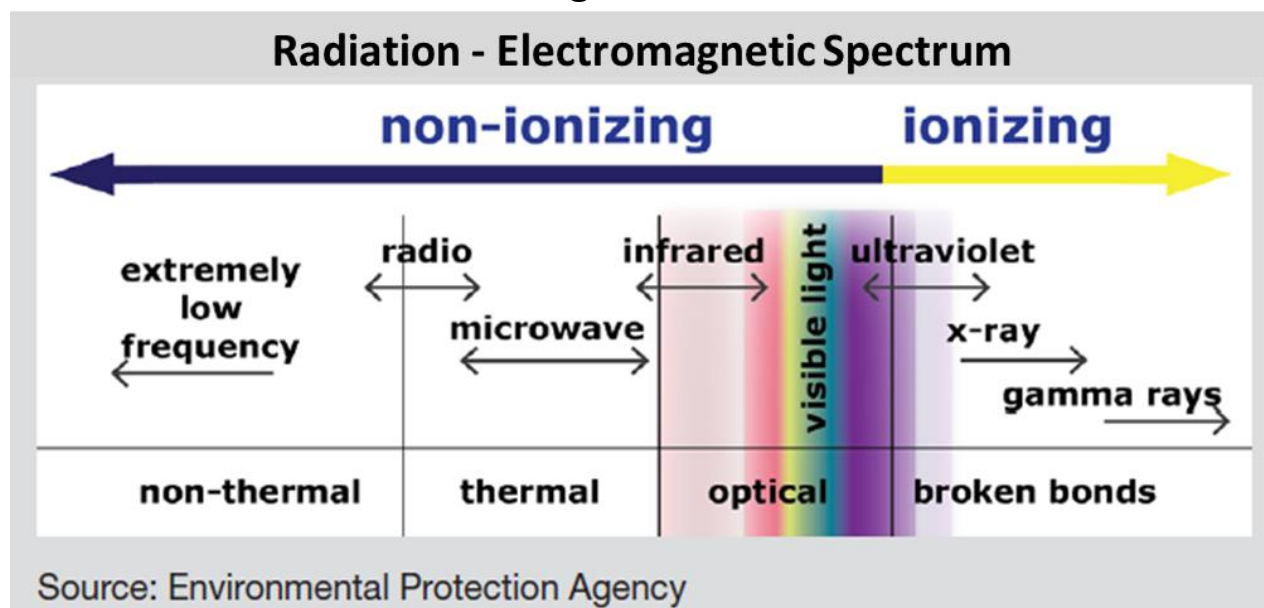 Radiation - Electromagnetic Spectrum
non-ionizing
ionizing
extremely
low
frequency
radio
microwave
infrared
visible light
ultraviolet
x-ray
gamma rays
non-thermal
thermal
optical
broken bonds
Source: Environmental Protection Agency